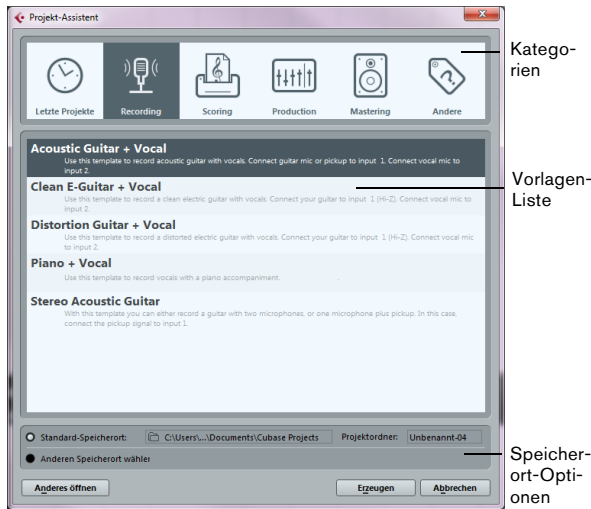 Projekt-Assistent
Letzte Projekte
Recording
Scoring
Production
Mastering
Andere
Katego-
rien
Acoustic Guitar + Vocal
Use this template to record acoustic guitar with vocals. Connect guitar mic or pickup to input 1. Connect vocal mic to
input 2.
Clean E-Guitar + Vocal
Use this template to record a clean electric guitar with vocals. Connect your guitar to input 1 (Hi-Z). Connect vocal mic to
input 2.
Vorlagen-
Liste
Distortion Guitar + Vocal
Use this template to record a distorted electric guitar with vocals. Connect your guitar to input 1 (Hi-Z). Connect vocal mic
to input 2.
Piano + Vocal
Use this template to record vocals with a piano accompaniment.
Stereo Acoustic Guitar
With this template you can either record a guitar with two microphones, or one microphone plus pickup. In this case,
connect the pickup signal to input 1.
Standard-Speicherort:
C:\Users\...\Documents\Cubase Projects
Projektordner:
Unbenannt-04
Anderen Speicherort wähler
Speicher-
ort-Opti-
onen
Anderes öffnen
Erzeugen
Abbrechen